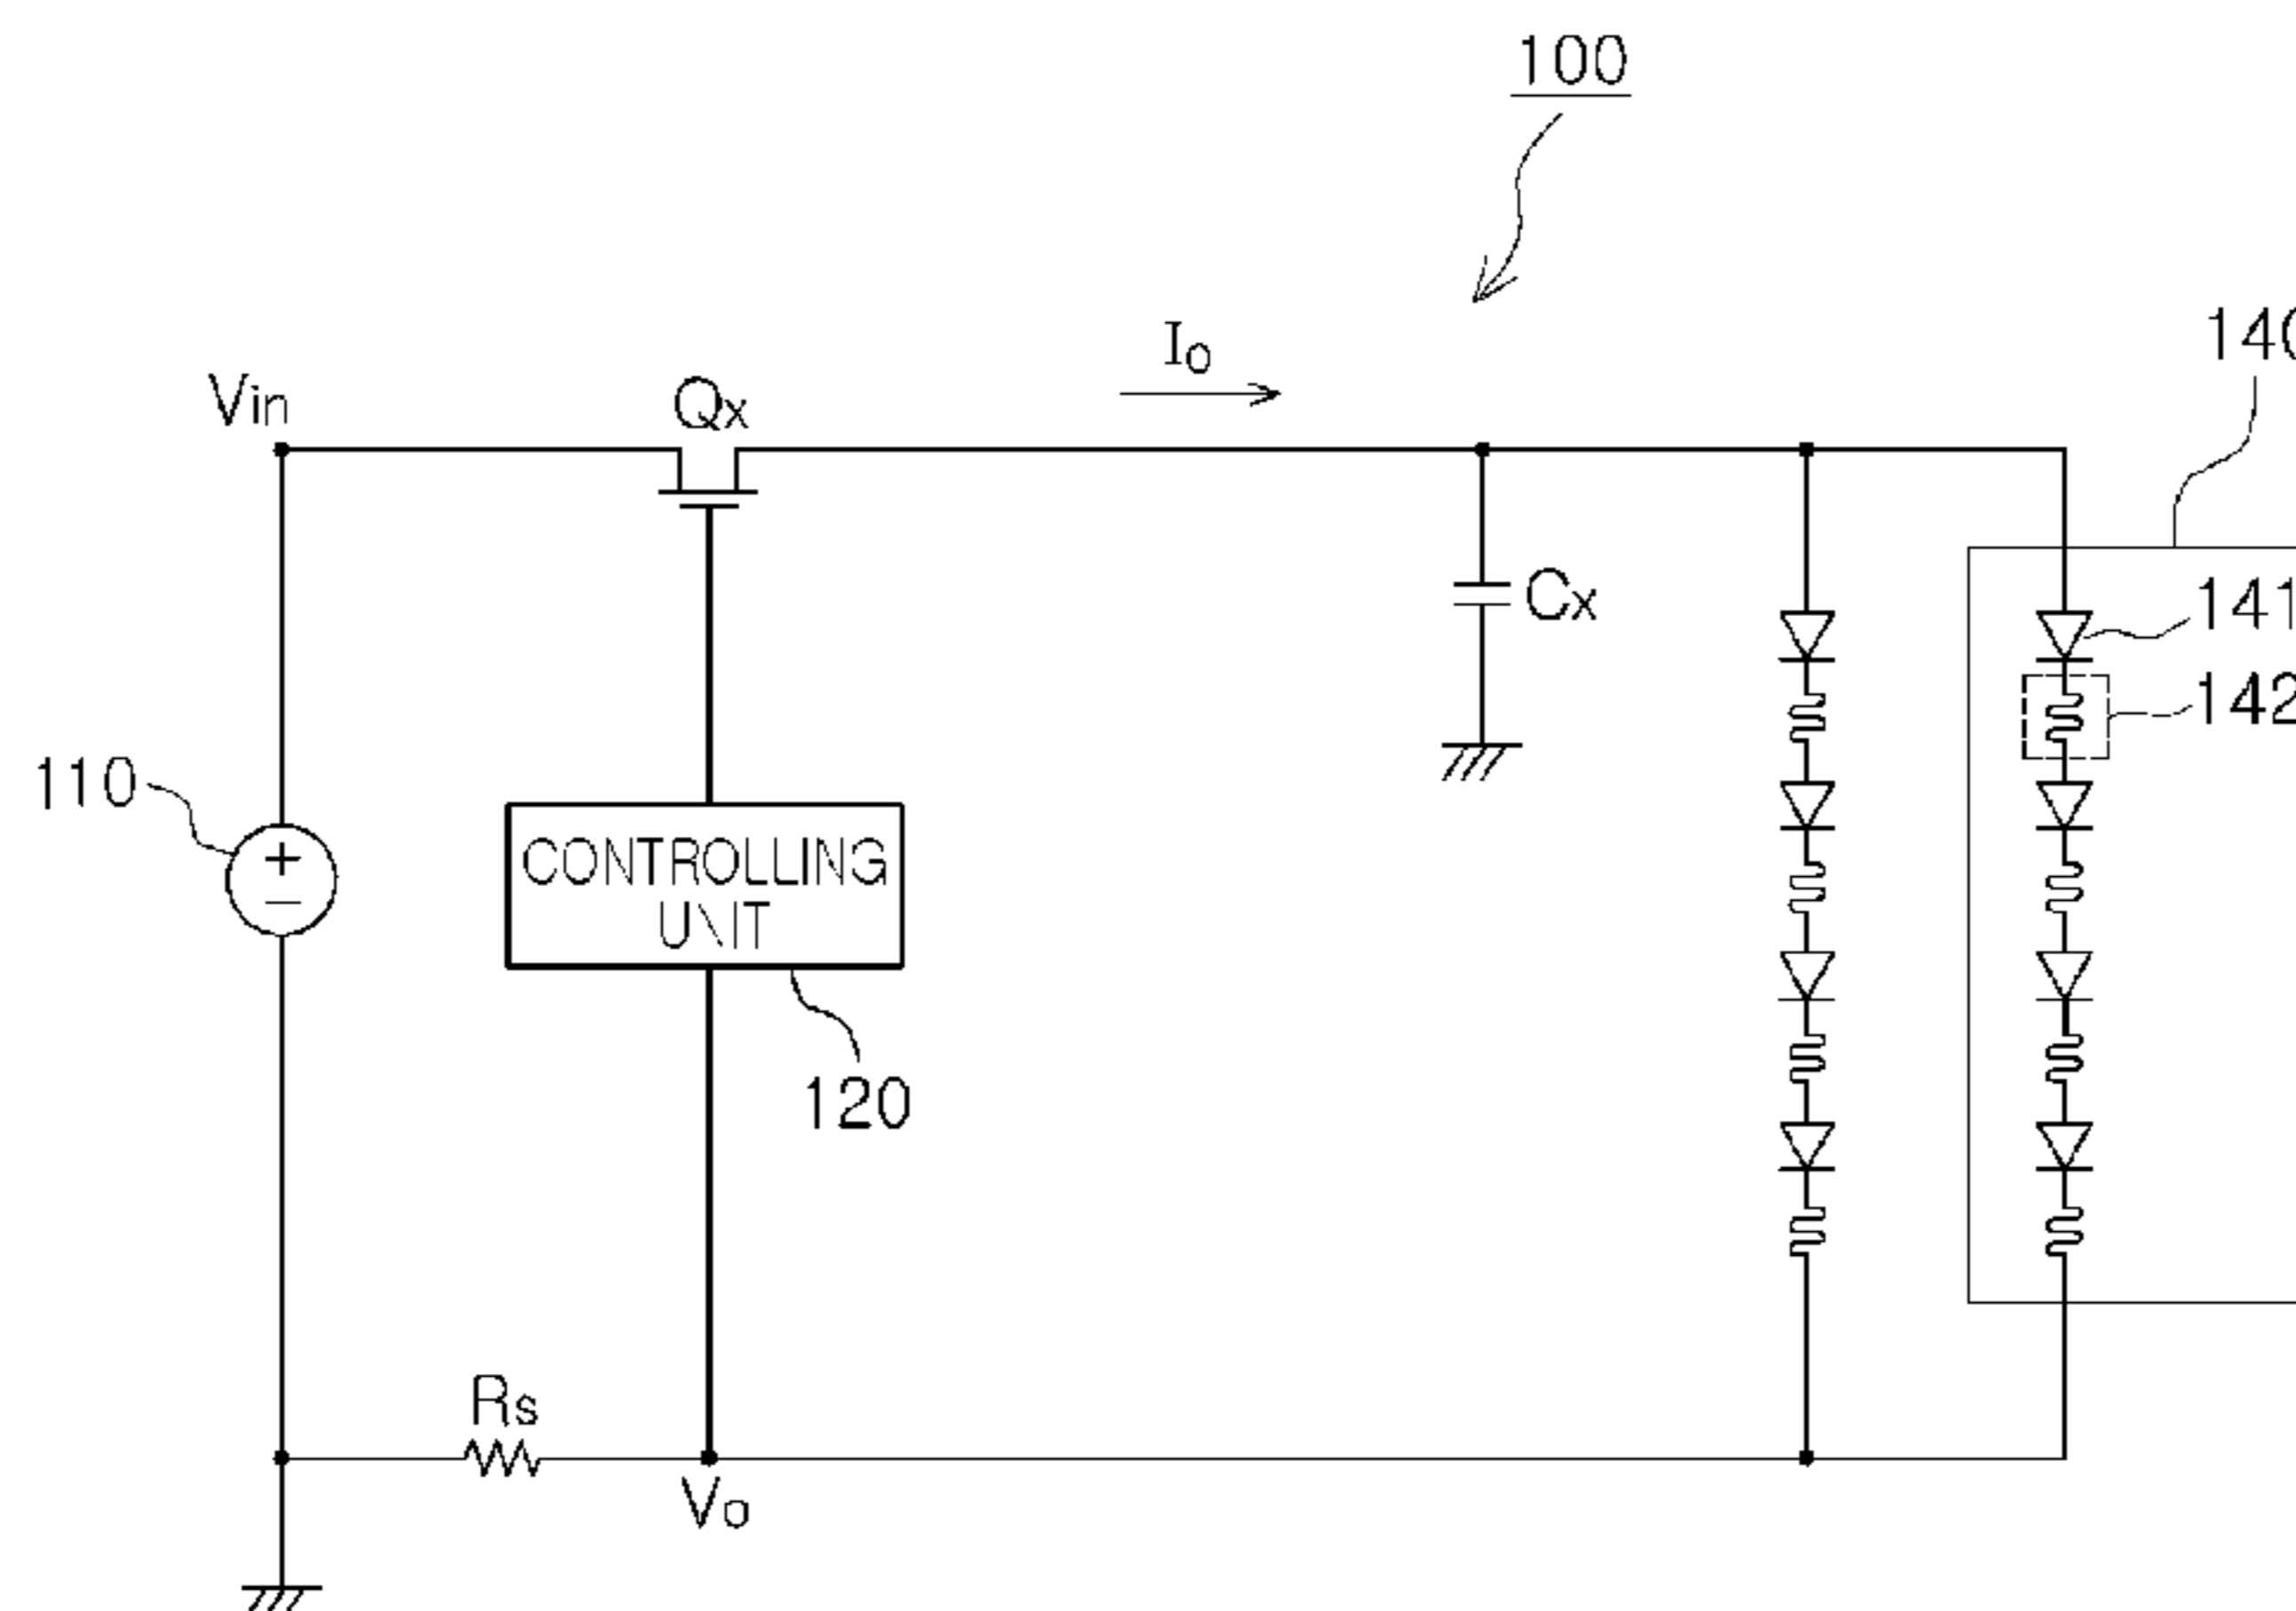 100
Io
140
Vin
Qx
Cx
141
142
110
+
−
CONTROLLING
UNIT
120
Rs
Vo